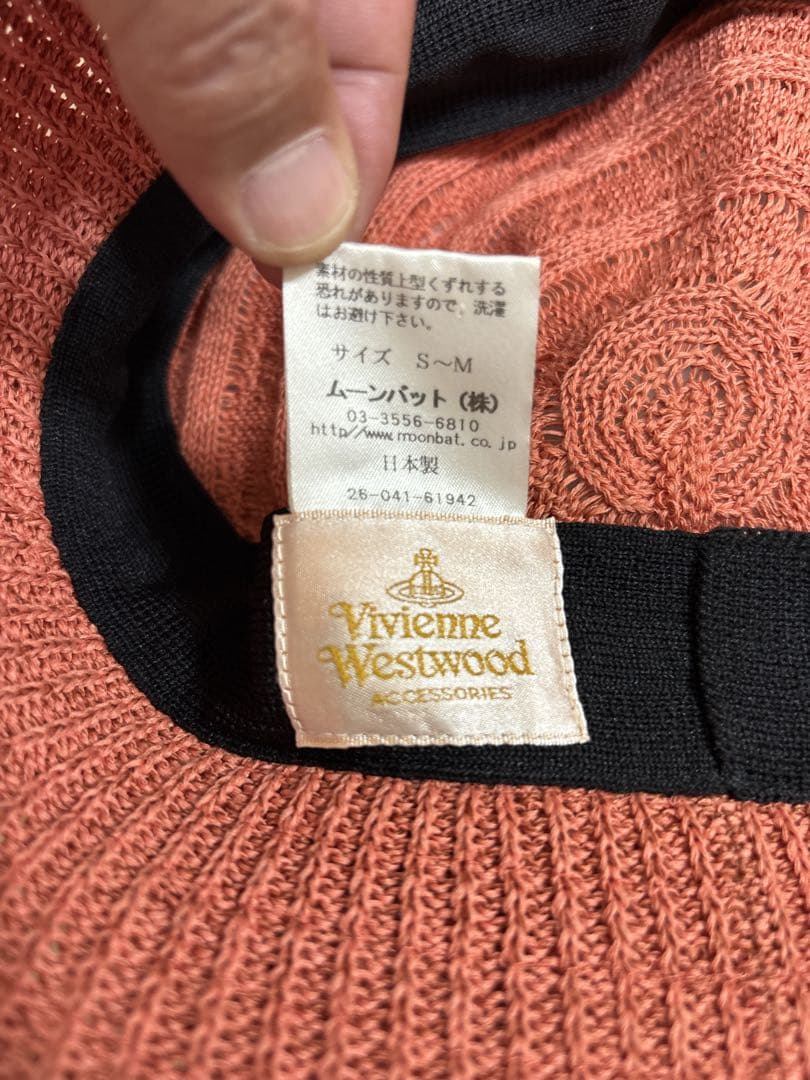 素材の性質上型くずれする
恐れがありますので、洗濯
はお避け下さい。
サイズ S～M
ムーンバット(株)
03-3556-6810
http//www.moonbat.co.jp
日本製
26-041-61942
Vivienne
Westwood
ACCESSORIES